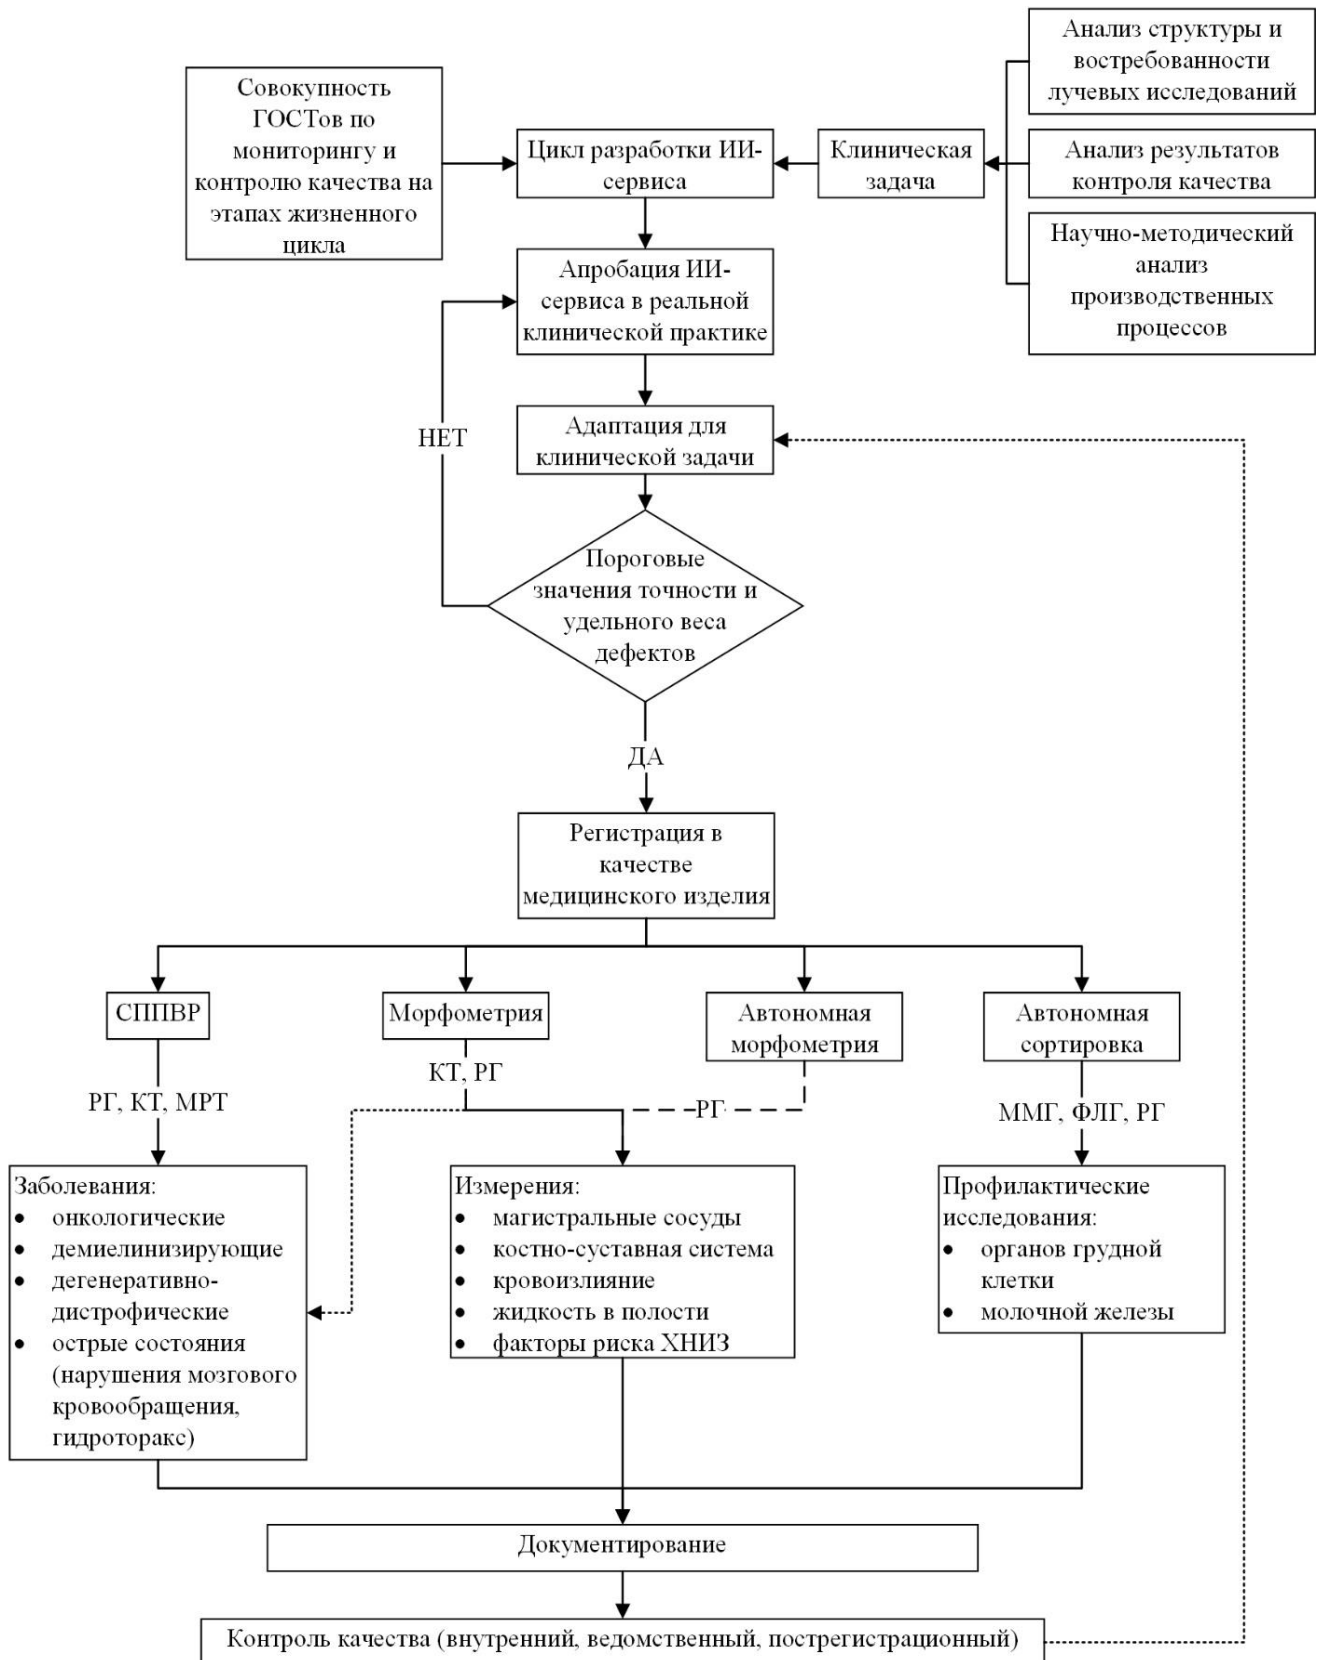 Анализ структуры и
востребованности
лучевых исследований
Совокупность
ГОСТов по
мониторингу и
контролю качества на
этапах жизненного
цикла
Цикл разработки ИИ-
сервиса
Клиническая
задача
Анализ результатов
контроля качества
Научно-методический
анализ
производственных
процессов
Апробация ИИ-
сервиса в реальной
клинической практике
НЕТ
Адаптация для
клинической задачи
Пороговые
значения точности и
удельного веса
дефектов
ДА
Регистрация в
качестве
медицинского изделия
СППВР
Морфометрия
Автономная
морфометрия
Автономная
сортировка
РГ, КТ, МРТ
КТ, РГ
РГ
ММГ, ФЛГ, РГ
Заболевания:
• онкологические
• демиелинизирующие
• дегенеративно-
дистрофические
• острые состояния
(нарушения мозгового
кровообращения,
гидроторакс)
Измерения:
• магистральные сосуды
• костно-суставная система
• кровоизлияние
• жидкость в полости
• факторы риска ХНИЗ
Профилактические
исследования:
• органов грудной
клетки
• молочной железы
Документирование
Контроль качества (внутренний, ведомственный, пострегистрационный)